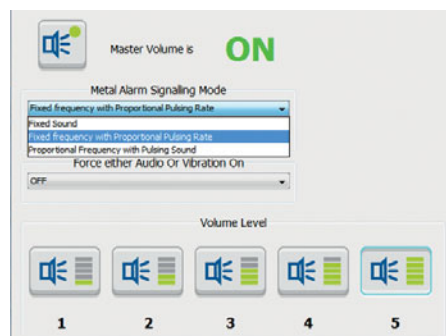 Master Volume is ON
Metal Alarm Signaling Mode
Fixed frequency with Proportional Pulsing Rate
Fixed Sound
Fixed frequency with Proportional Pulsing Rate
Proportional Frequency with Pulsing Sound
Force either Audio Or Vibration On
OFF
Volume Level
1 2 3 4 5